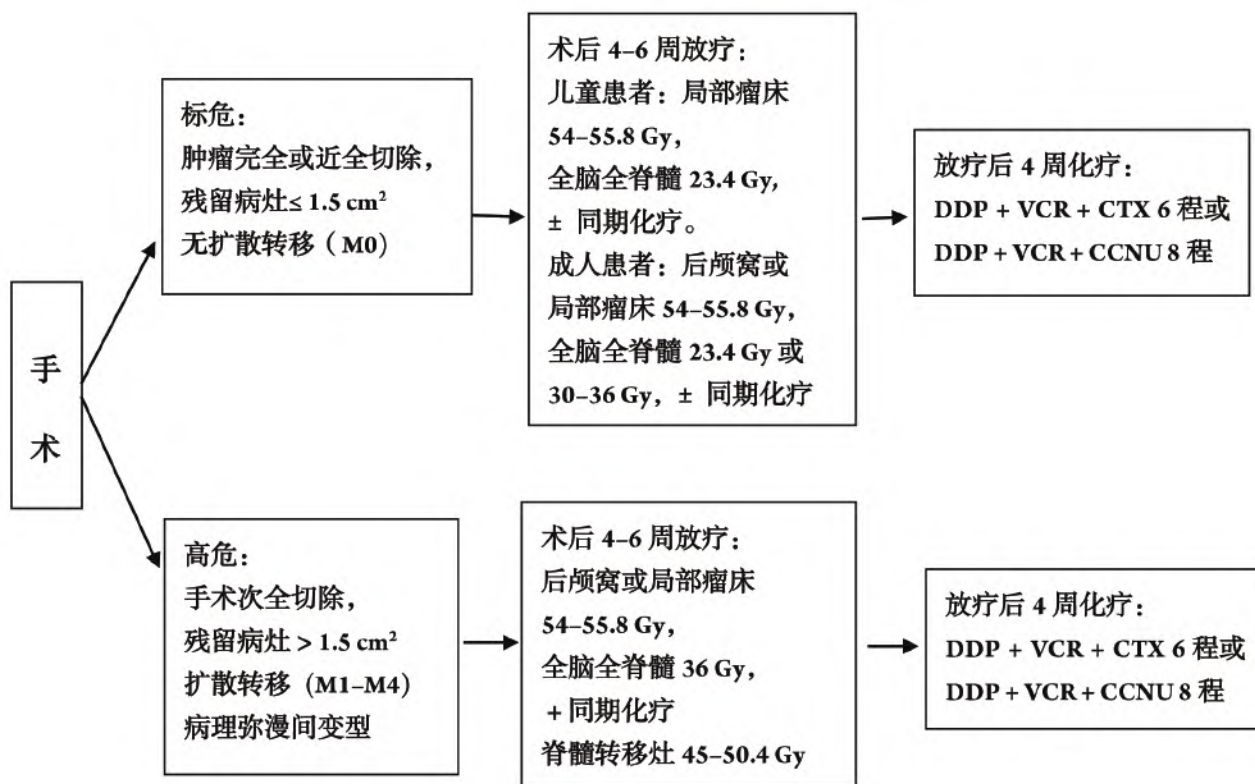 手
术
标危：
肿瘤完全或近全切除，
残留病灶≤ 1.5 cm²
无扩散转移（M0）
术后 4–6 周放疗：
儿童患者：局部瘤床
54–55.8 Gy，
全脑全脊髓 23.4 Gy,
± 同期化疗。
成人患者：后颅窝或
局部瘤床 54–55.8 Gy，
全脑全脊髓 23.4 Gy 或
30–36 Gy，± 同期化疗
放疗后 4 周化疗：
DDP + VCR + CTX 6 程或
DDP + VCR + CCNU 8 程
高危：
手术次全切除，
残留病灶 > 1.5 cm²
扩散转移（M1–M4）
病理弥漫间变型
术后 4–6 周放疗：
后颅窝或局部瘤床
54–55.8 Gy，
全脑全脊髓 36 Gy，
+ 同期化疗
脊髓转移灶 45–50.4 Gy
放疗后 4 周化疗：
DDP + VCR + CTX 6 程或
DDP + VCR + CCNU 8 程